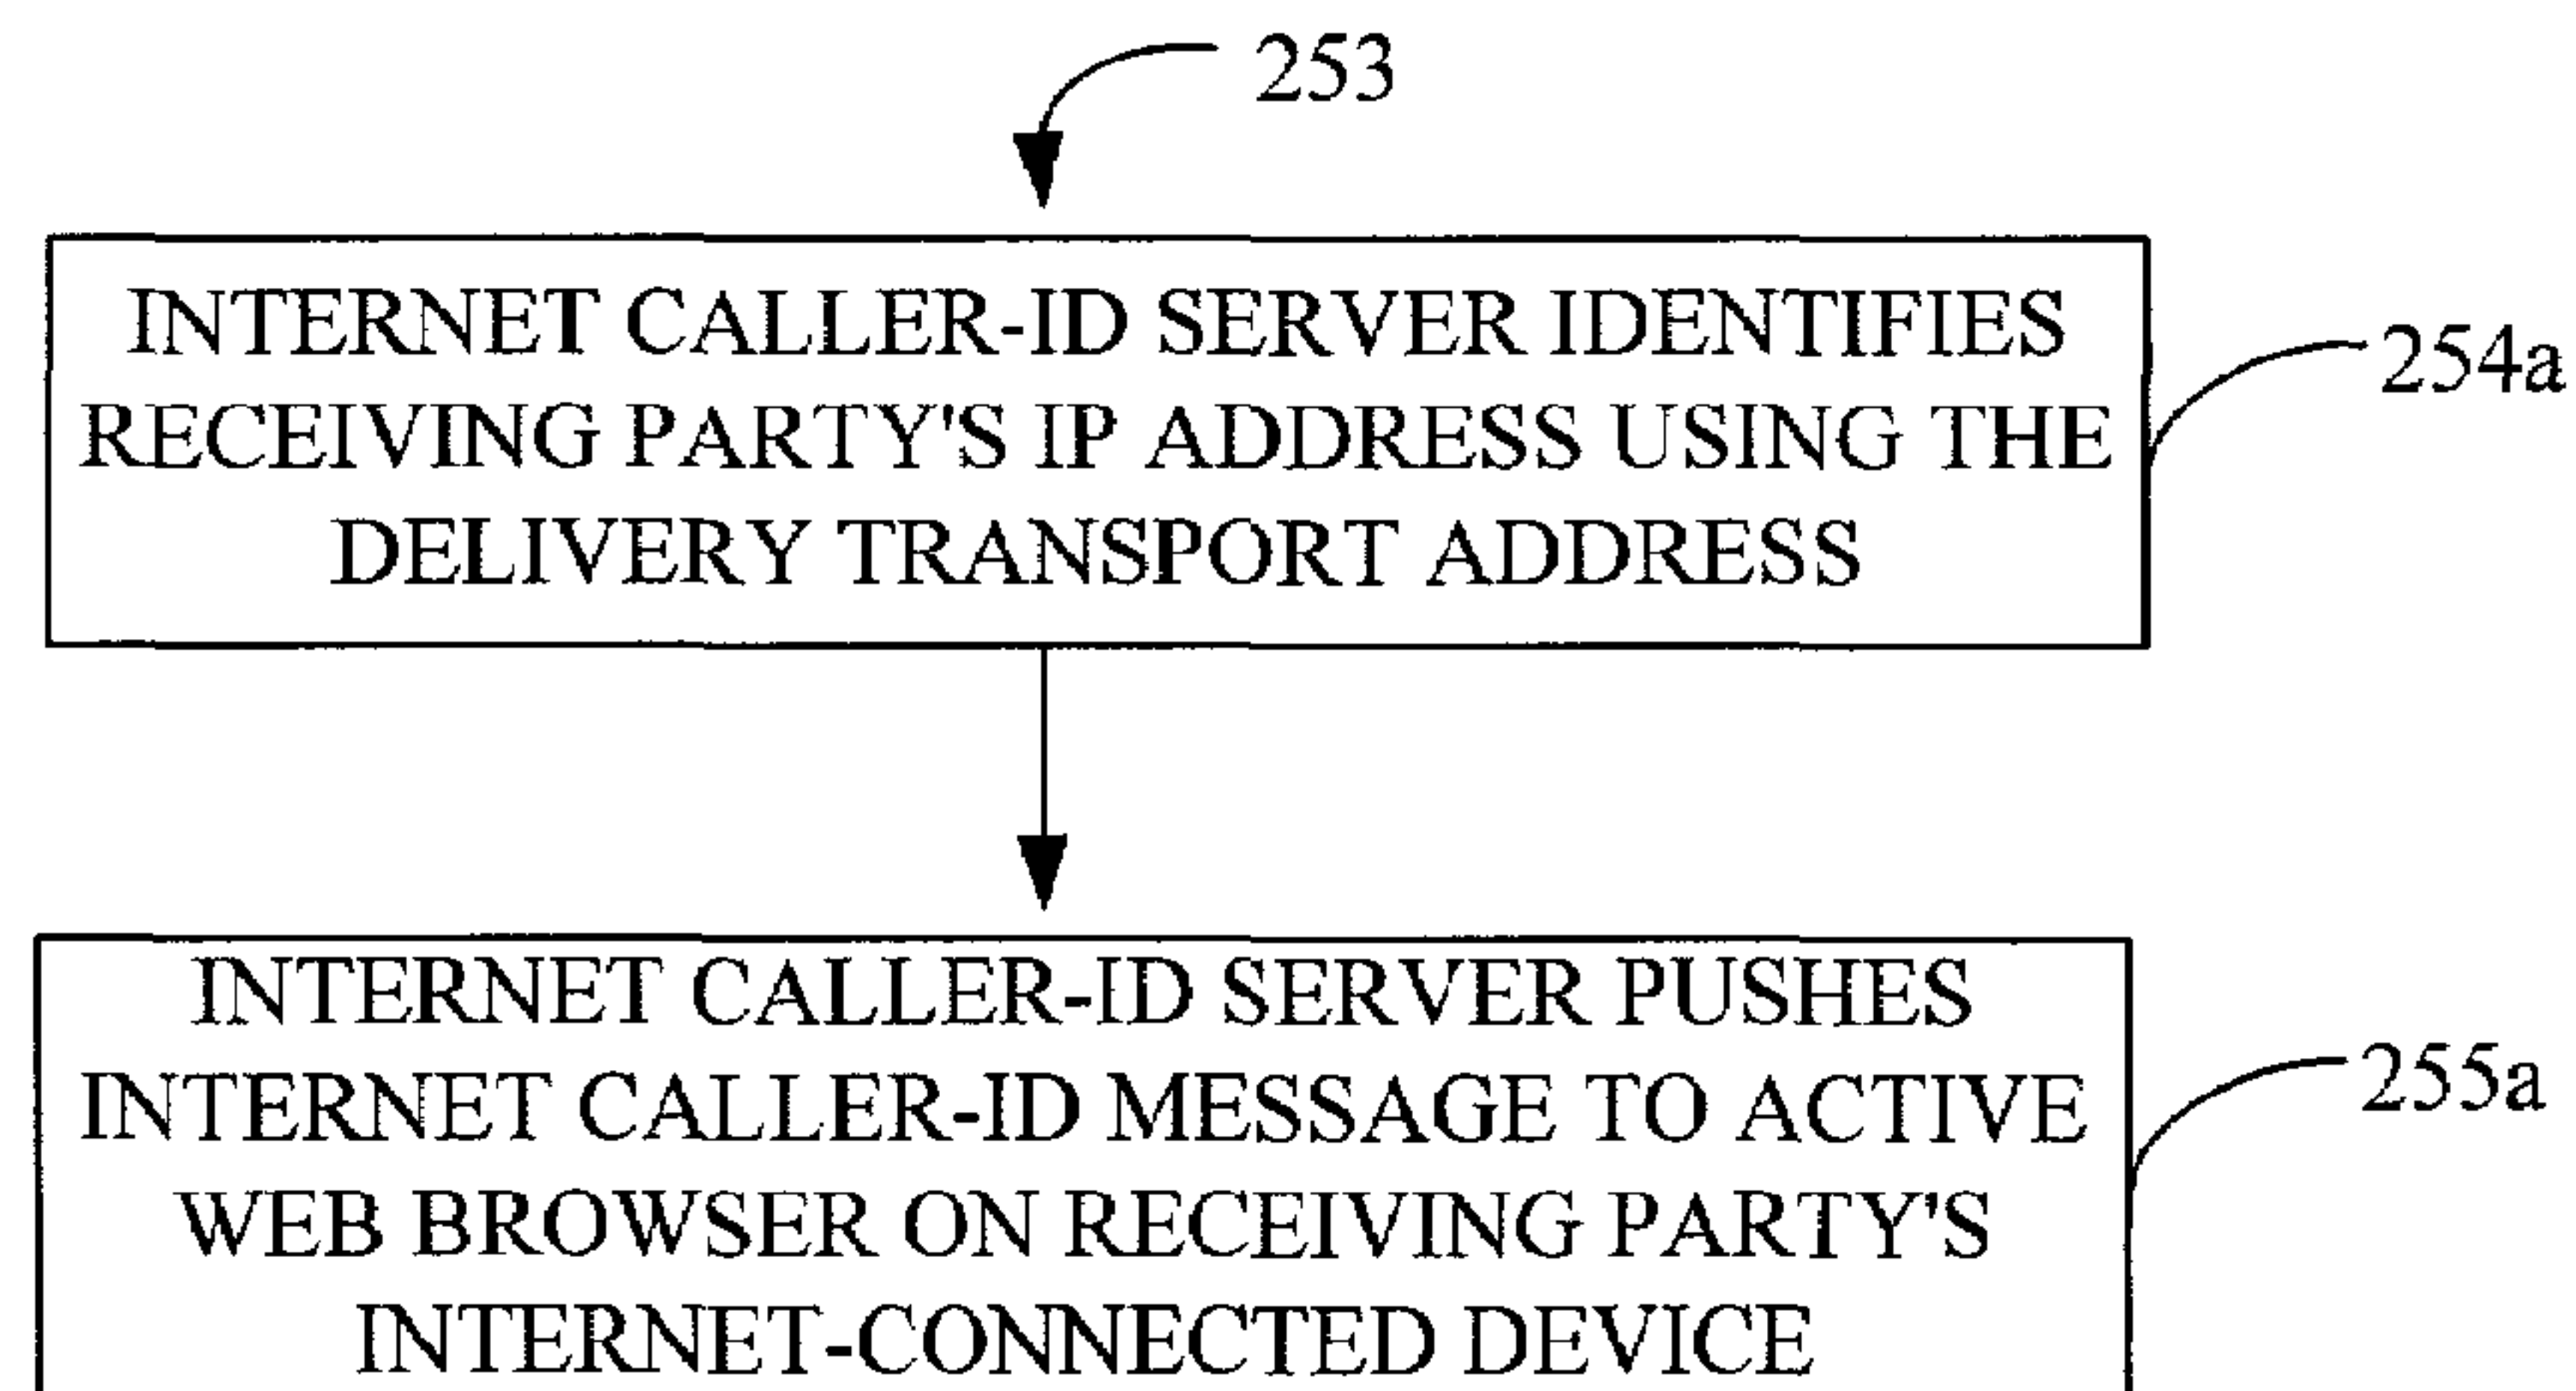 253
INTERNET CALLER-ID SERVER IDENTIFIES
RECEIVING PARTY'S IP ADDRESS USING THE
DELIVERY TRANSPORT ADDRESS
254a
INTERNET CALLER-ID SERVER PUSHES
INTERNET CALLER-ID MESSAGE TO ACTIVE
WEB BROWSER ON RECEIVING PARTY'S
INTERNET-CONNECTED DEVICE
255a